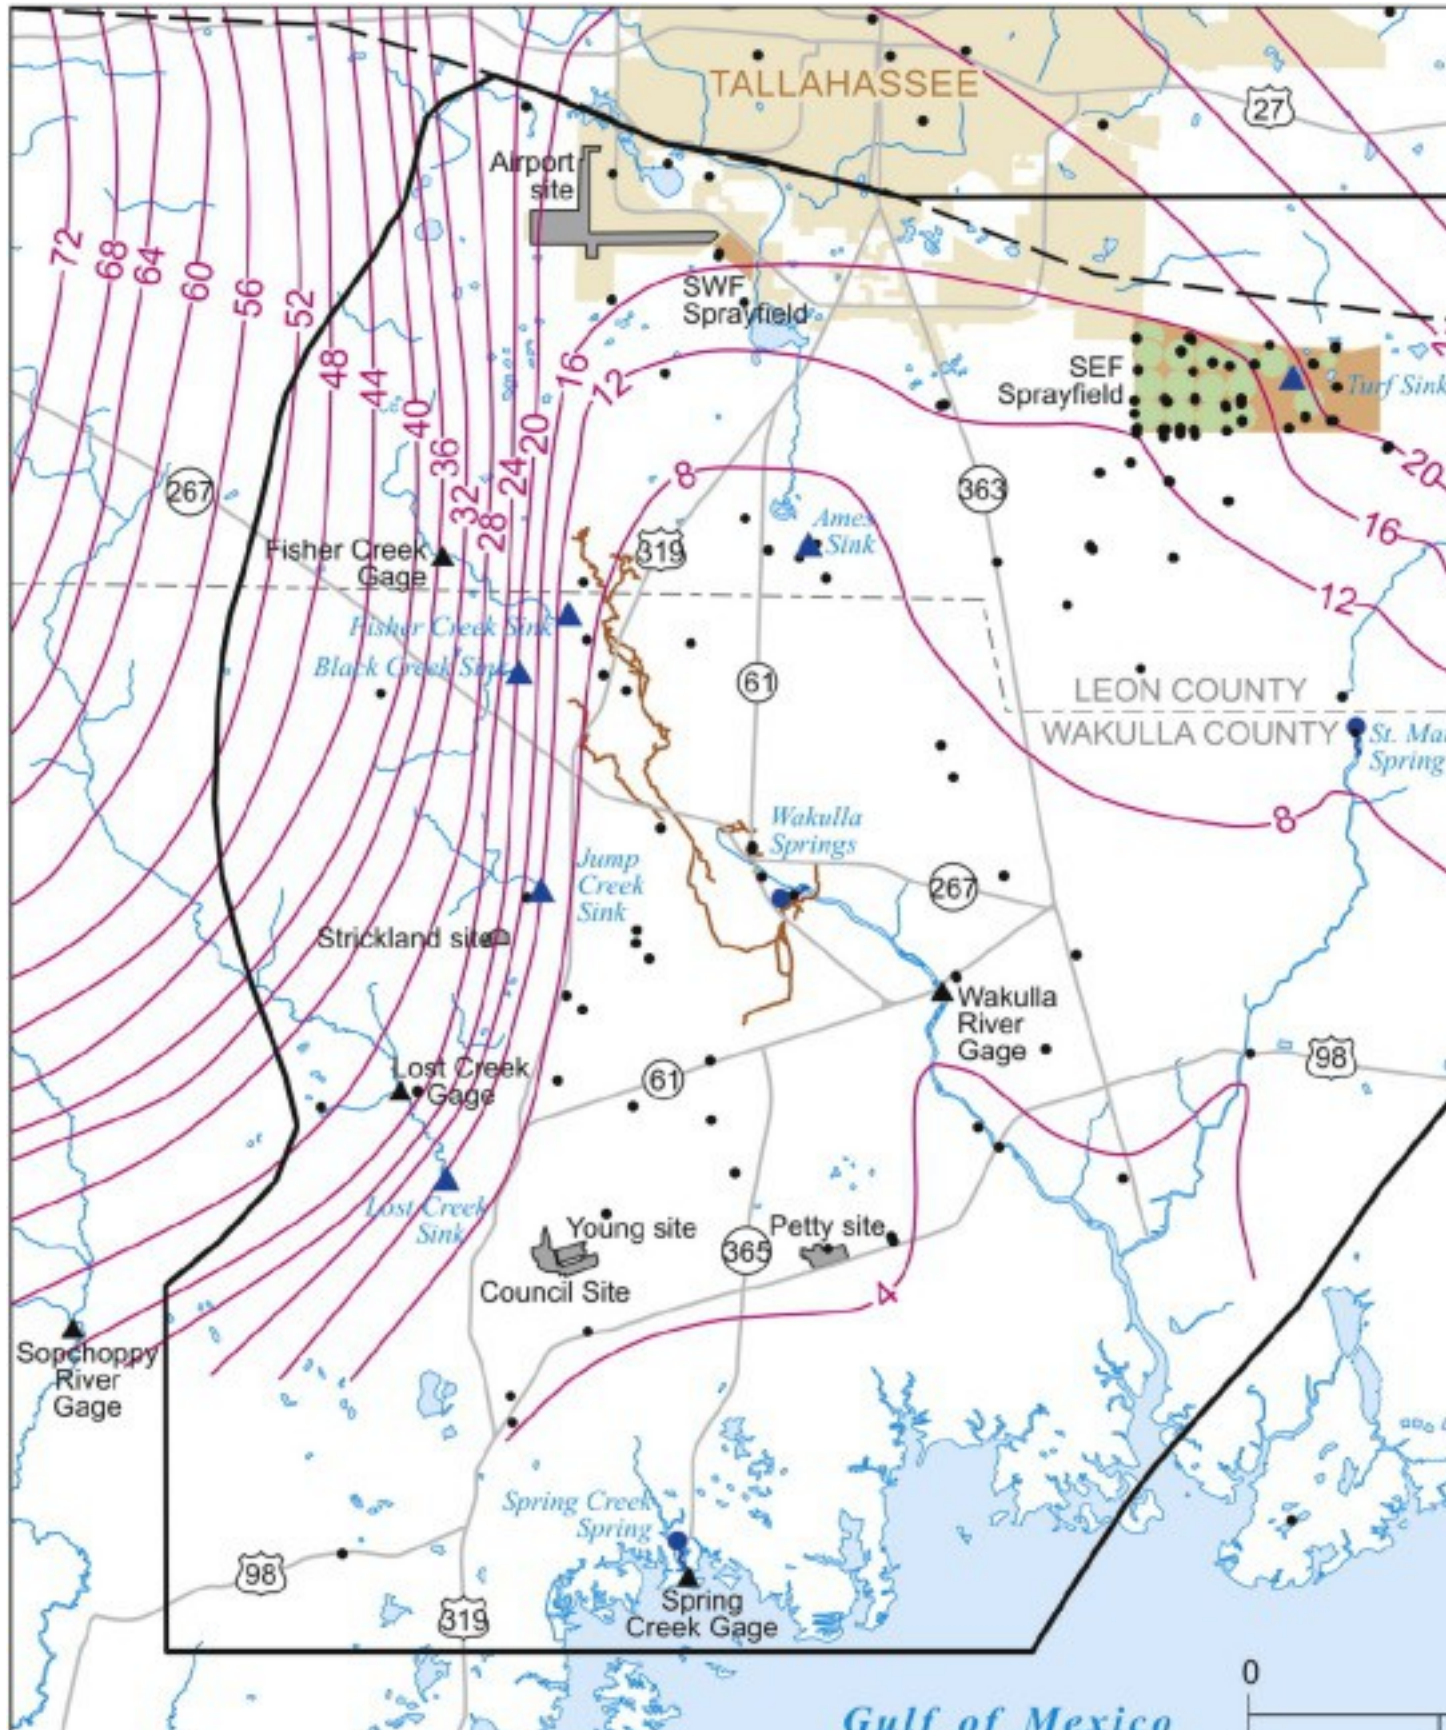 TALLAHASSEE
27
Airport
site
72
68
64
60
56
52
48
44
40
36
32
28
24
20
16
12
8
SWF
Sprayfield
SEF
Sprayfield
Turf Sink
20
16
12
8
267
363
319
Ames
Sink
Fisher Creek
Gage
Fisher Creek Sink
Black Creek Sink
61
LEON COUNTY
WAKULLA COUNTY
St. Mar
Spring
Wakulla
Springs
Jump
Creek
Sink
267
Strickland site
Wakulla
River
Gage
98
Lost Creek
Gage
61
Lost Creek
Sink
Young site
Petty site
365
Council Site
4
Sopchoppy
River
Gage
Spring Creek
Spring
98
319
Spring
Creek Gage
0
Gulf of Mexico